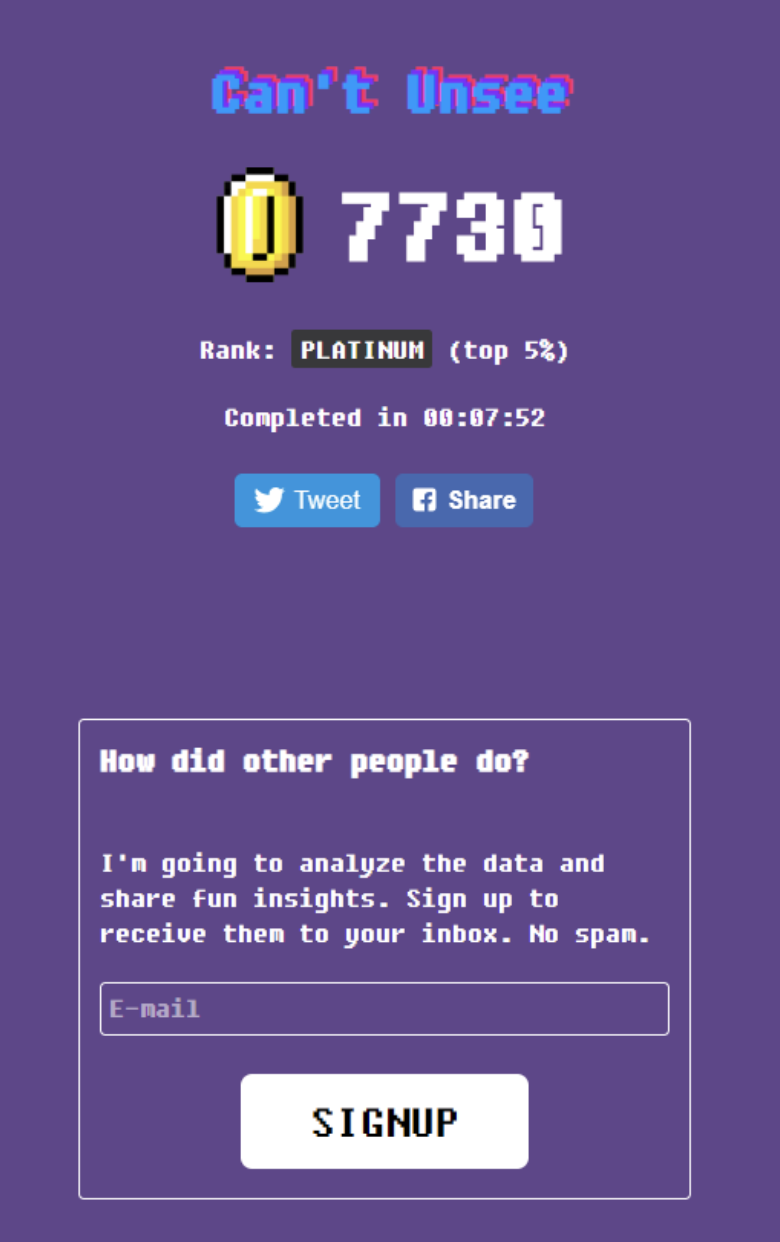 Can't Unsee
7730
Rank: PLATINUM (top 5%)
Completed in 00:07:52
Tweet Share
How did other people do?
I'm going to analyze the data and
share fun insights. Sign up to
receive them to your inbox. No spam.
E-mail
SIGNUP